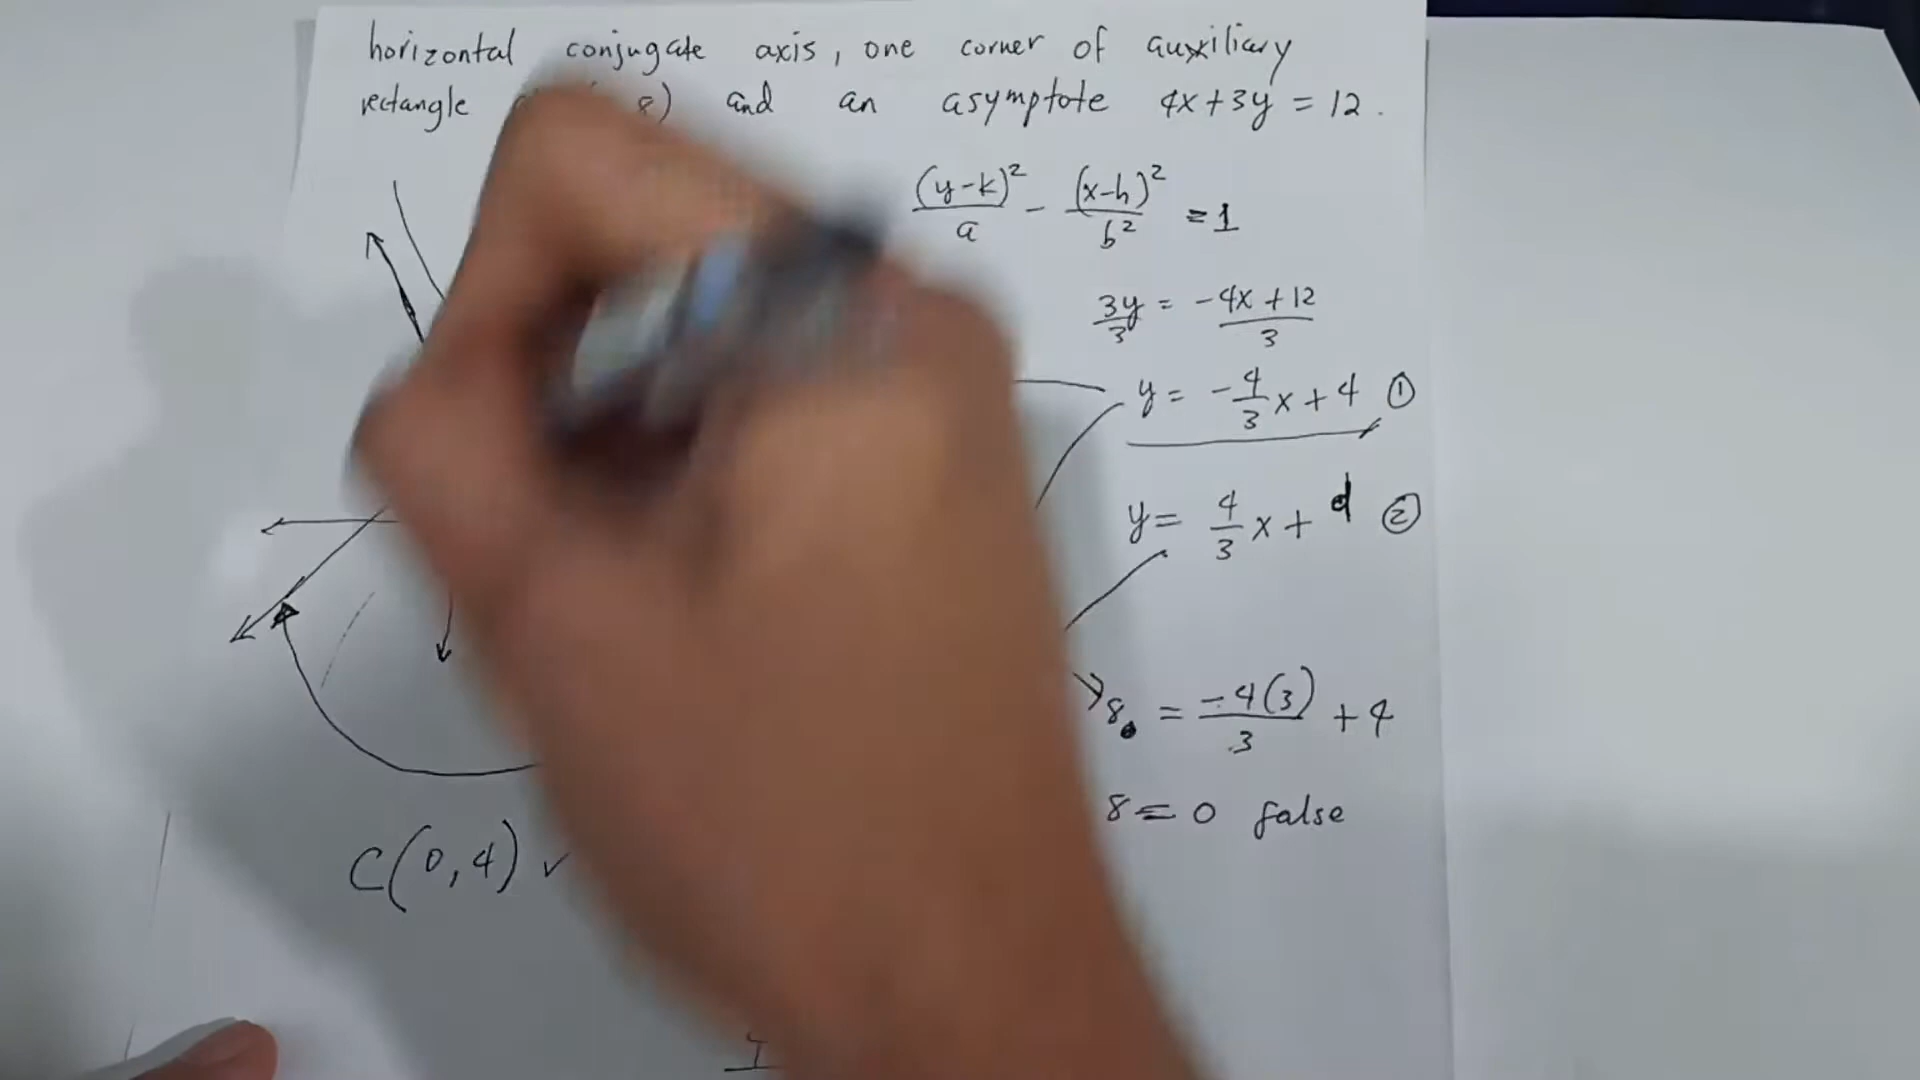 horizontal conjugate axis, one corner of auxiliary
rectangle 8) and an asymptote 4x+3y = 12.
(y-k)²/a - (x-h)²/b² = 1
3y/3 = -4x+12/3
y = -4/3 x + 4 ①
y = 4/3 x + d ②
8 = -4(3)/3 + 4
8 = 0 false
C(0,4) ✓